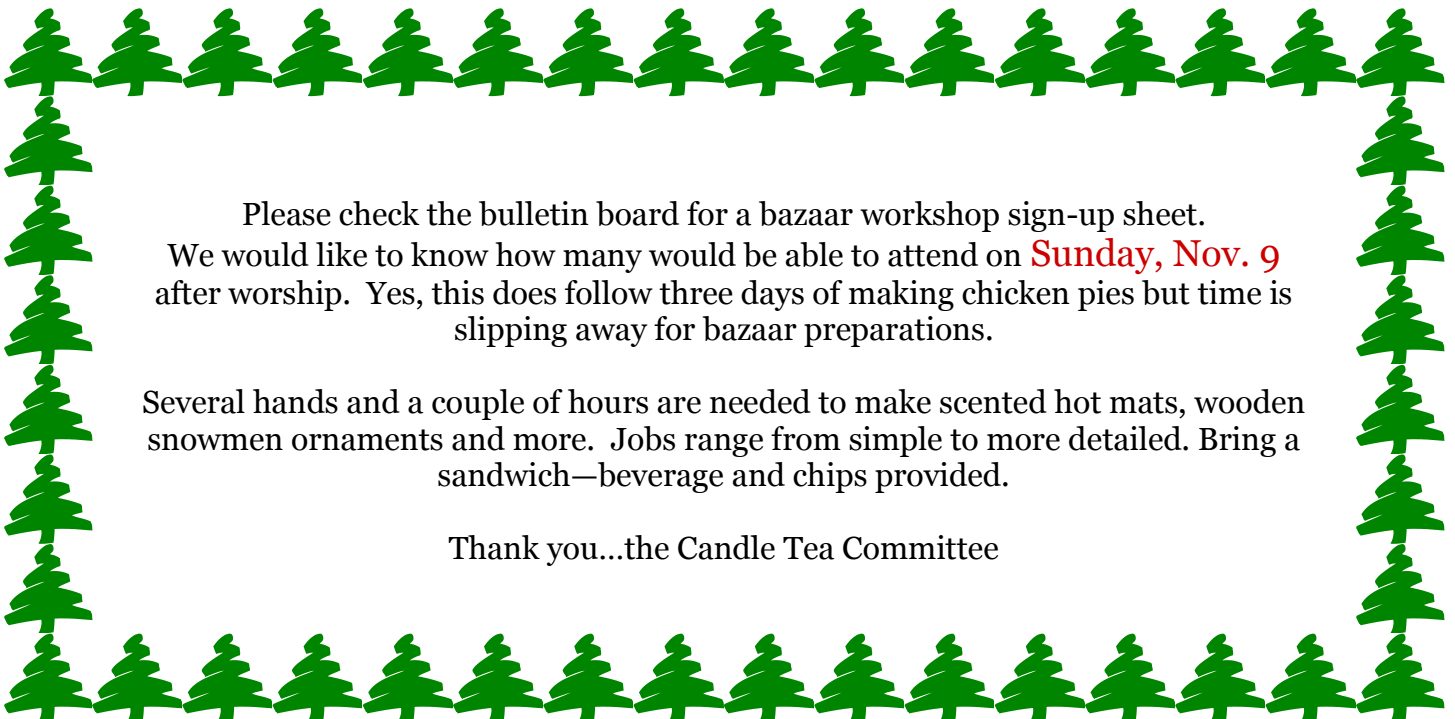 Please check the bulletin board for a bazaar workshop sign-up sheet.
We would like to know how many would be able to attend on Sunday, Nov. 9
after worship.  Yes, this does follow three days of making chicken pies but time is
slipping away for bazaar preparations.
Several hands and a couple of hours are needed to make scented hot mats, wooden
snowmen ornaments and more.  Jobs range from simple to more detailed. Bring a
sandwich—beverage and chips provided.
Thank you…the Candle Tea Committee